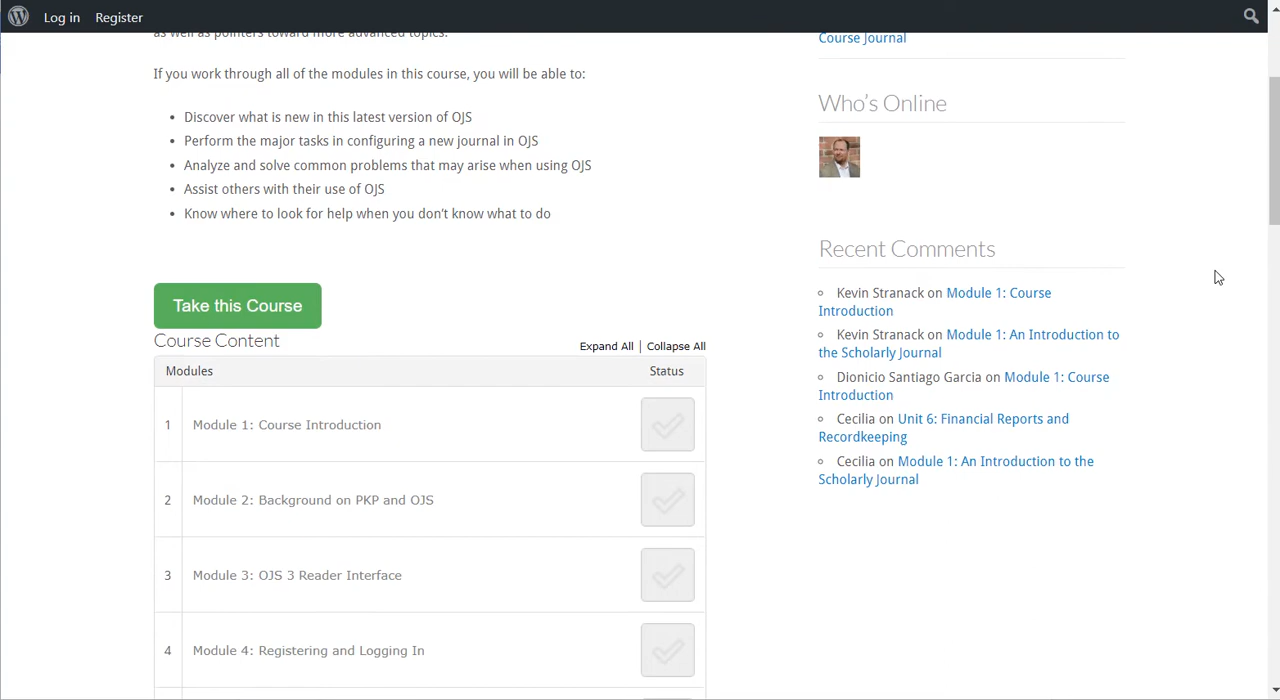 Log in Register
as well as pointers toward more advanced topics.
If you work through all of the modules in this course, you will be able to:
Discover what is new in this latest version of OJS
Perform the major tasks in configuring a new journal in OJS
Analyze and solve common problems that may arise when using OJS
Assist others with their use of OJS
Know where to look for help when you don't know what to do
Take this Course
Course Content
Expand All | Collapse All
Modules Status
1 Module 1: Course Introduction
2 Module 2: Background on PKP and OJS
3 Module 3: OJS 3 Reader Interface
4 Module 4: Registering and Logging In
Course Journal
Who's Online
Recent Comments
Kevin Stranack on Module 1: Course
Introduction
Kevin Stranack on Module 1: An Introduction to
the Scholarly Journal
Dionicio Santiago Garcia on Module 1: Course
Introduction
Cecilia on Unit 6: Financial Reports and
Recordkeeping
Cecilia on Module 1: An Introduction to the
Scholarly Journal